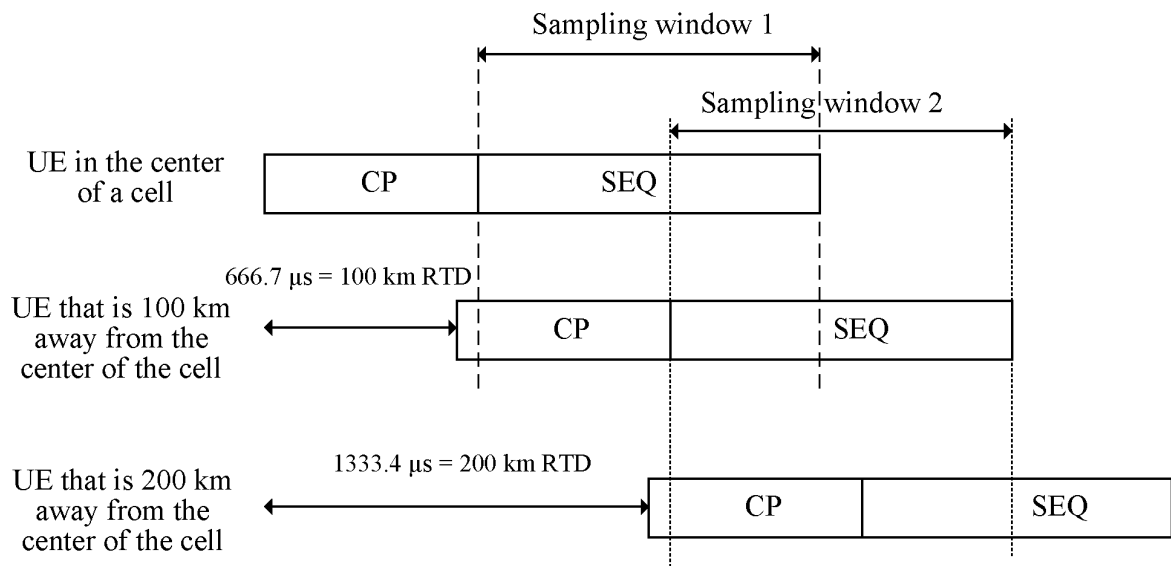 Sampling window 1
Sampling window 2
UE in the center
of a cell
CP
SEQ
666.7 μs = 100 km RTD
UE that is 100 km
away from the
center of the cell
CP
SEQ
1333.4 μs = 200 km RTD
UE that is 200 km
away from the
center of the cell
CP
SEQ